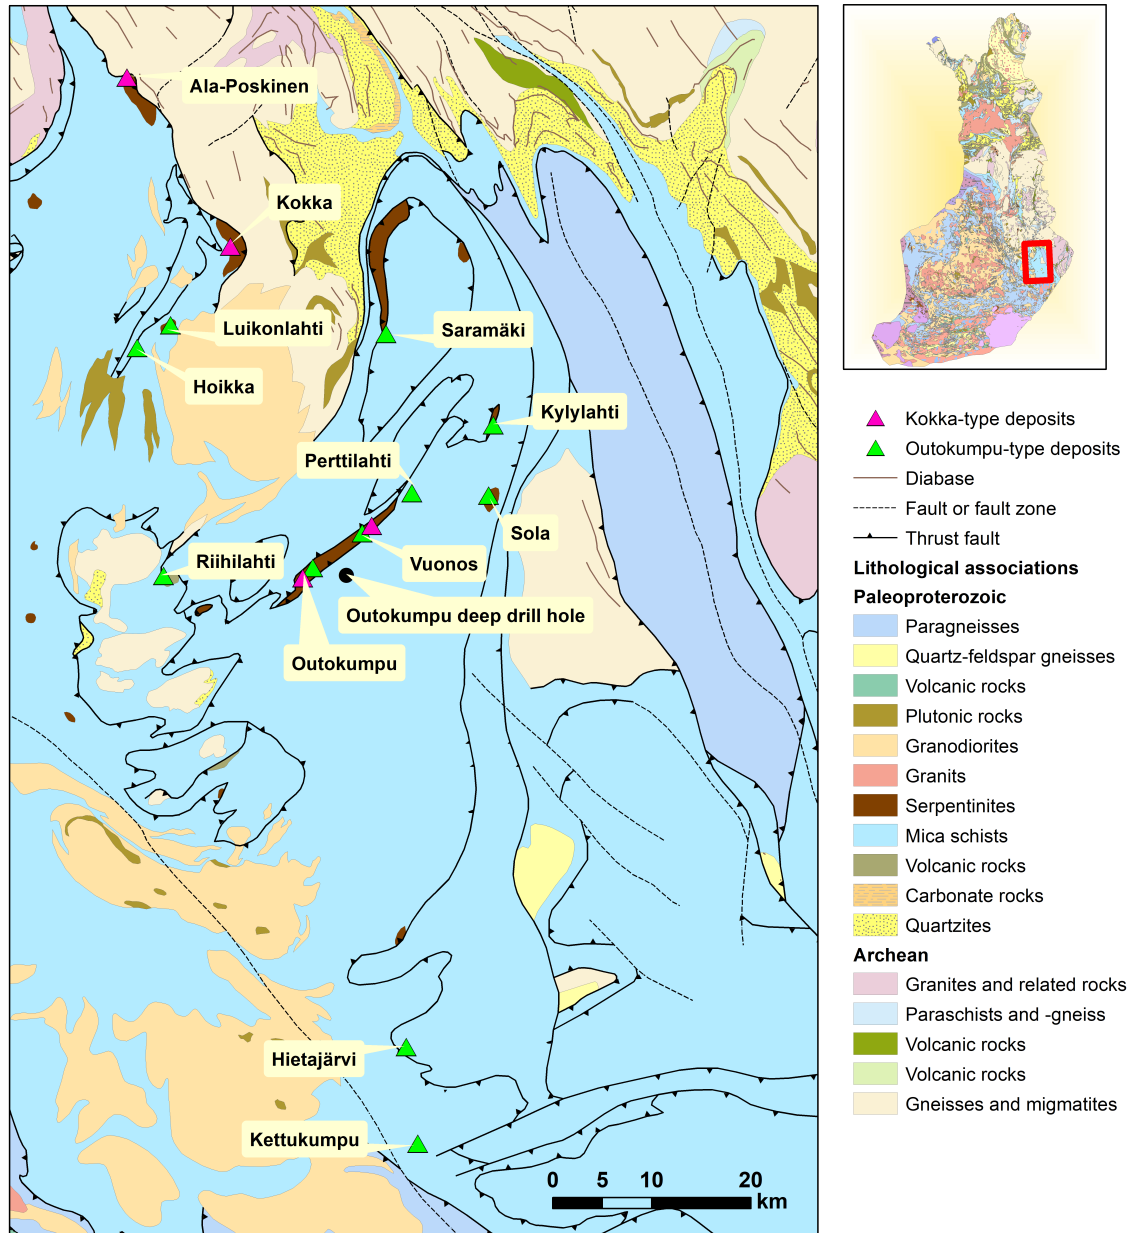 Ala-Poskinen
Kokka
Luikonlahti
Saramäki
Hoikka
Kylylahti
Perttilahti
Sola
Riihilahti
Vuonos
Outokumpu deep drill hole
Outokumpu
Hietajärvi
Kettukumpu
0 5 10 20
km
Kokka-type deposits
Outokumpu-type deposits
Diabase
Fault or fault zone
Thrust fault
Lithological associations
Paleoproterozoic
Paragneisses
Quartz-feldspar gneisses
Volcanic rocks
Plutonic rocks
Granodiorites
Granits
Serpentinites
Mica schists
Volcanic rocks
Carbonate rocks
Quartzites
Archean
Granites and related rocks
Paraschists and -gneiss
Volcanic rocks
Volcanic rocks
Gneisses and migmatites